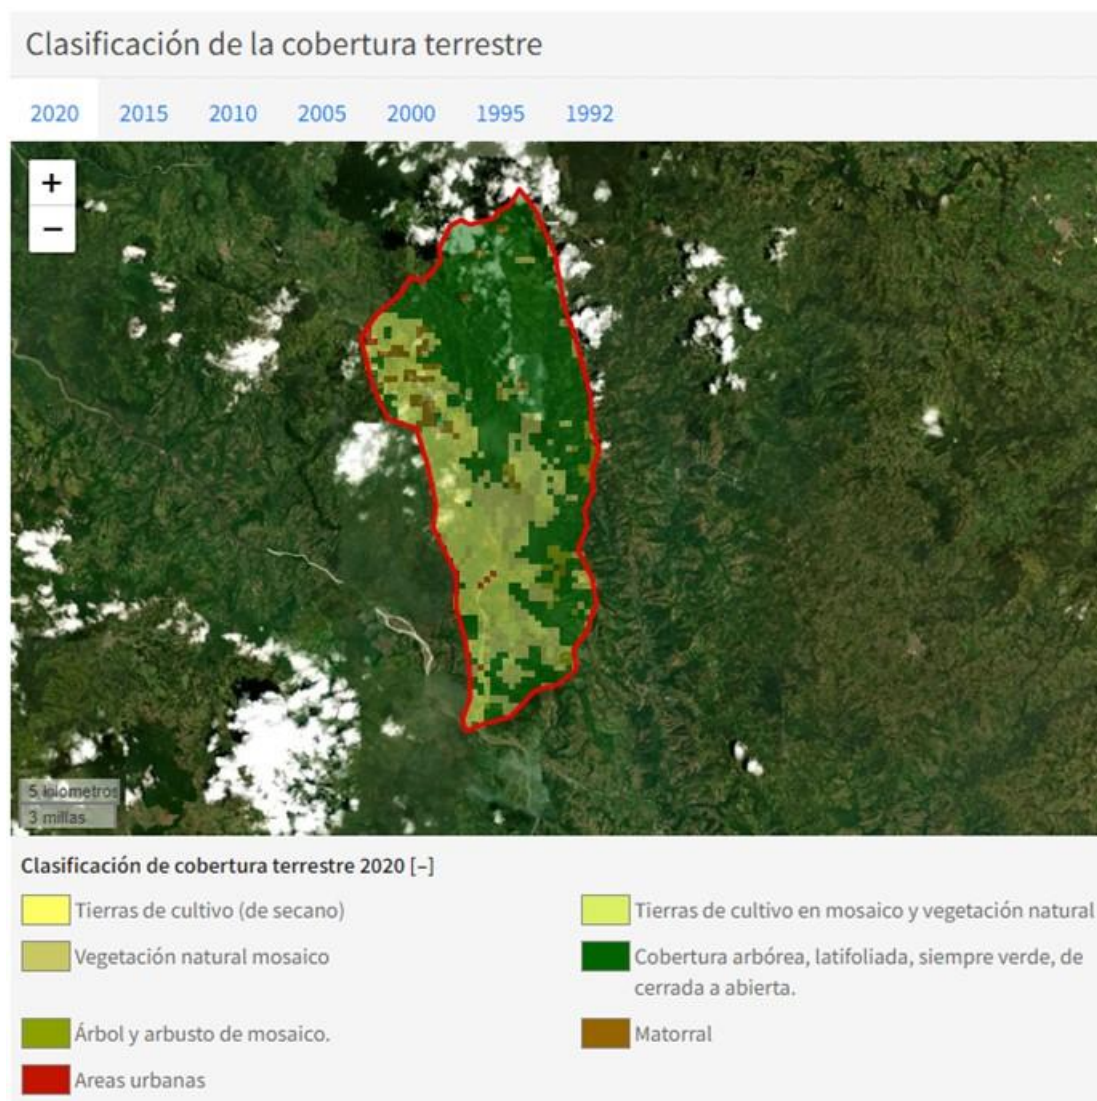 Clasificación de la cobertura terrestre
2020 2015 2010 2005 2000 1995 1992
+
−
5 kilometros
3 millas
Clasificación de cobertura terrestre 2020 [–]
Tierras de cultivo (de secano)
Tierras de cultivo en mosaico y vegetación natural
Vegetación natural mosaico
Cobertura arbórea, latifoliada, siempre verde, de
cerrada a abierta.
Árbol y arbusto de mosaico.
Matorral
Areas urbanas